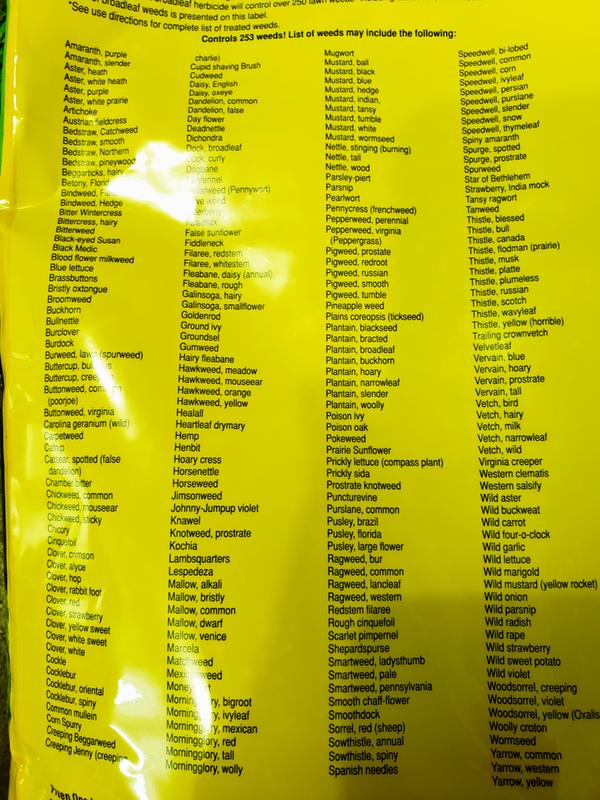 broadleaf herbicide will control over 250 lawn weeds
*See use directions for complete list of treated weeds.
is presented on this label.
Controls 253 weeds! List of weeds may include the following:
Amaranth, purple
Amaranth, slender
Aster, heath
Aster, white heath
Aster, purple
Aster, white prairie
Artichoke
Austrian fieldcress
Bedstraw, Catchweed
Bedstraw, smooth
Bedstraw, Northern
Bedstraw, pineywood
Beggarticks, hairy
Betony,
Bindweed,
Bindweed, Hedge
Bitter Wintercress
Bittercress, hairy
Bitterweed
Black-eyed Susan
Black Medic
Blood flower milkweed
Blue lettuce
Brassbuttons
Bristly oxtongue
Broomweed
Buckhorn
Bullnettle
Burclover
Burdock
Burweed, lawn (spurweed)
Buttercup,
Buttercup,
Buttonweed,
(poorjoe)
Buttonweed, virginia
Carolina geranium (wild)
Carpetweed
Catnip
Catsear, spotted (false
dandelion)
Chamber bitter
Chickweed, common
Chickweed, mouseear
Chickweed, sticky
Chicory
Cinquefoil
Clover, crimson
Clover, alyce
Clover, hop
Clover, rabbit foot
Clover, red
Clover, strawberry
Clover, yellow sweet
Clover, white sweet
Clover, white
Cockle
Cocklebur
Cocklebur, oriental
Cocklebur, spiny
Common mullein
Corn Spurry
Creeping Beggarweed
Creeping Jenny (creeping
charlie)
Cupid shaving Brush
Cudweed
Daisy, English
Daisy, oxeye
Dandelion, common
Dandelion, false
Day flower
Deadnettle
Dichondra
Dock, broadleaf
Dock, curly
Dogbane
(Pennywort)
False sunflower
Fiddleneck
Filaree, redstem
Filaree, whitestem
Fleabane, daisy (annual)
Fleabane, rough
Galinsoga, hairy
Galinsoga, smallflower
Goldenrod
Ground ivy
Groundsel
Gumweed
Hairy fleabane
Hawkweed, meadow
Hawkweed, mouseear
Hawkweed, orange
Hawkweed, yellow
Healall
Heartleaf drymary
Hemp
Henbit
Hoary cress
Horsenettle
Horseweed
Jimsonweed
Johnny-Jumpup violet
Knawel
Knotweed, prostrate
Kochia
Lambsquarters
Lespedeza
Mallow, alkali
Mallow, bristly
Mallow, common
Mallow, dwarf
Mallow, venice
Marcela
Matchweed
Mexicanweed
Morningglory, bigroot
Morningglory, ivyleaf
Morningglory, mexican
Morningglory, red
Morningglory, tall
Morningglory, wolly
Mugwort
Mustard, ball
Mustard, black
Mustard, blue
Mustard, hedge
Mustard, indian,
Mustard, tansy
Mustard, tumble
Mustard, white
Mustard, wormseed
Nettle, stinging (burning)
Nettle, tall
Nettle, wood
Parsley-piert
Parsnip
Pearlwort
Pennycress (frenchweed)
Pepperweed, perennial
Pepperweed, virginia
(Peppergrass)
Pigweed, prostrate
Pigweed, redroot
Pigweed, russian
Pigweed, smooth
Pigweed, tumble
Pineapple weed
Plains coreopsis (tickseed)
Plantain, blackseed
Plantain, bracted
Plantain, broadleaf
Plantain, buckhorn
Plantain, hoary
Plantain, narrowleaf
Plantain, slender
Plantain, woolly
Poison ivy
Poison oak
Pokeweed
Prairie Sunflower
Prickly lettuce (compass plant)
Prickly sida
Prostrate knotweed
Puncturevine
Purslane, common
Pusley, brazil
Pusley, florida
Pusley, large flower
Ragweed, bur
Ragweed, common
Ragweed, lancleaf
Ragweed, western
Redstem filaree
Rough cinquefoil
Scarlet pimpernel
Shepardspurse
Smartweed, ladysthumb
Smartweed, pale
Smartweed, pennsylvania
Smooth chaff-flower
Smoothdock
Sorrel, red (sheep)
Sowthistle, annual
Sowthistle, spiny
Spanish needles
Speedwell, bi-lobed
Speedwell, common
Speedwell, corn
Speedwell, ivyleaf
Speedwell, persian
Speedwell, purslane
Speedwell, slender
Speedwell, snow
Speedwell, thymeleaf
Spiny amaranth
Spurge, spotted
Spurge, prostrate
Spurweed
Star of Bethlehem
Strawberry, India mock
Tansy ragwort
Tanweed
Thistle, blessed
Thistle, bull
Thistle, canada
Thistle, flodman (prairie)
Thistle, musk
Thistle, platte
Thistle, plumeless
Thistle, russian
Thistle, scotch
Thistle, wavyleaf
Thistle, yellow (horrible)
Trailing crownvetch
Velvetleaf
Vervain, blue
Vervain, hoary
Vervain, prostrate
Vervain, tall
Vetch, bird
Vetch, hairy
Vetch, milk
Vetch, narrowleaf
Vetch, wild
Virginia creeper
Western clematis
Western salsify
Wild aster
Wild buckweat
Wild carrot
Wild four-o-clock
Wild garlic
Wild lettuce
Wild marigold
Wild mustard (yellow rocket)
Wild onion
Wild parsnip
Wild radish
Wild rape
Wild strawberry
Wild sweet potato
Wild violet
Woodsorrel, creeping
Woodsorrel, violet
Woodsorrel, yellow (Oxalis
Woolly croton
Wormseed
Yarrow, common
Yarrow, western
Yarrow, yellow